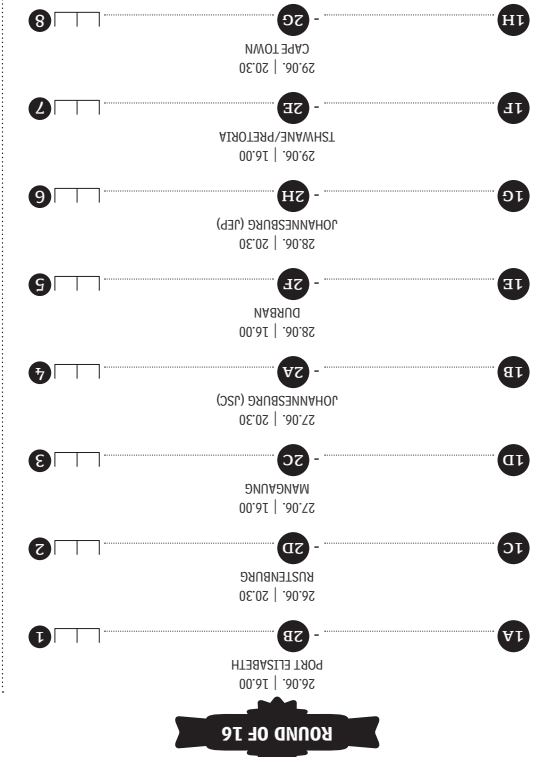 ROUND OF 16
26.06. | 16.00
PORT ELISABETH
1A - 2B 1
26.06. | 20.30
RUSTENBURG
1C - 2D 2
27.06. | 16.00
MANGAUNG
1D - 2C 3
27.06. | 20.30
JOHANNESBURG (JSC)
1B - 2A 4
28.06. | 16.00
DURBAN
1E - 2F 5
28.06. | 20.30
JOHANNESBURG (JEP)
1G - 2H 6
29.06. | 16.00
TSHWANE/PRETORIA
1F - 2E 7
29.06. | 20.30
CAPE TOWN
1H - 2G 8